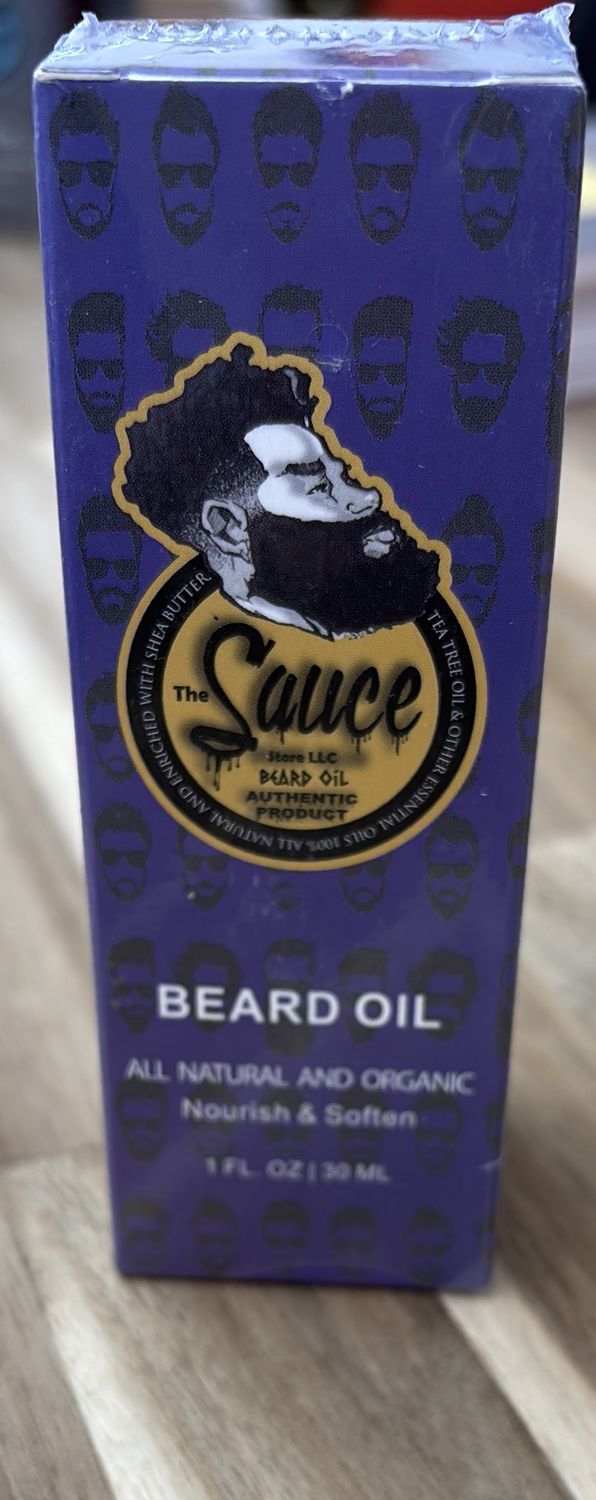 ENRICHED WITH SHEA BUTTER,
TEA TREE OIL & OTHER ESSENTIAL OILS 100% ALL NATURAL AND
The Sauce
Store LLC
BEARD OiL
AUTHENTIC
PRODUCT
BEARD OIL
ALL NATURAL AND ORGANIC
Nourish & Soften
1 FL. OZ | 30 ML